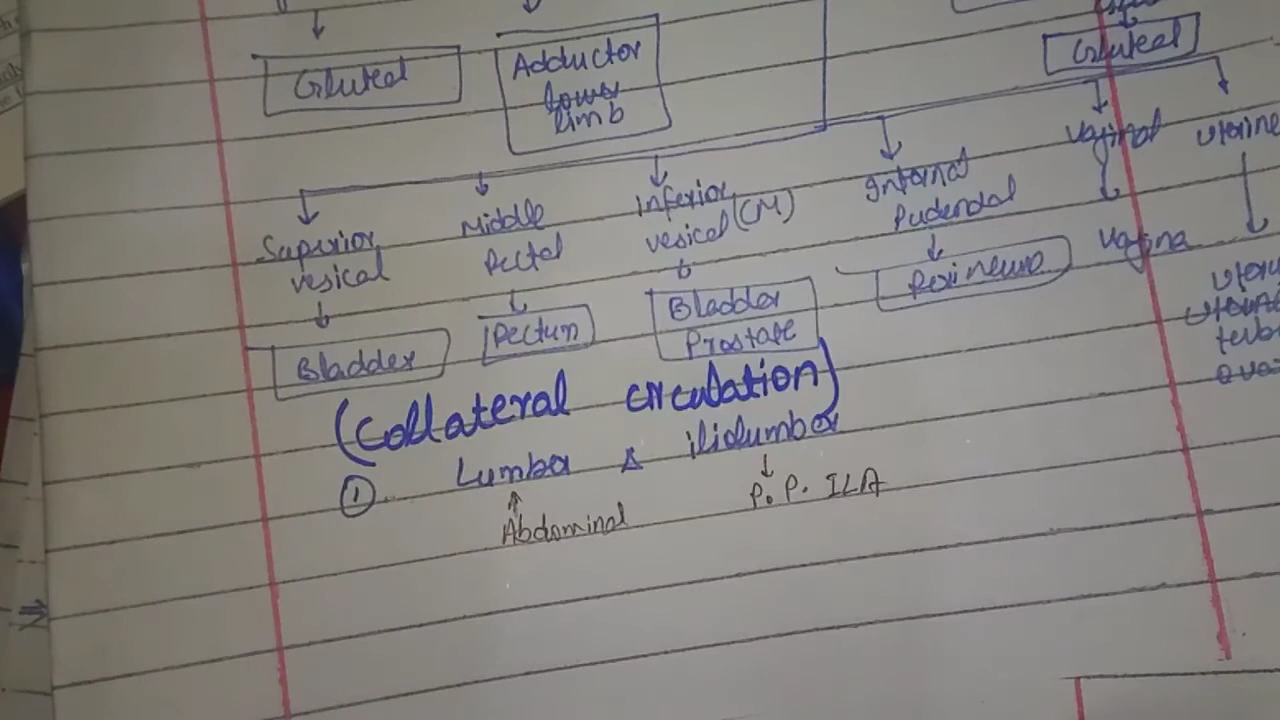 Gluteal
Adductor
lower
limb
Gluteal
Superior
vesical
Bladder
Middle
Rectal
Rectum
Inferior
vesical (M)
Bladder
Prostate
Internal
Pudendal
Perineum
Vaginal
Vagina
Uterine
(Collateral circulation)
① Lumbar & iliolumbar
Abdominal
P. P. ILA